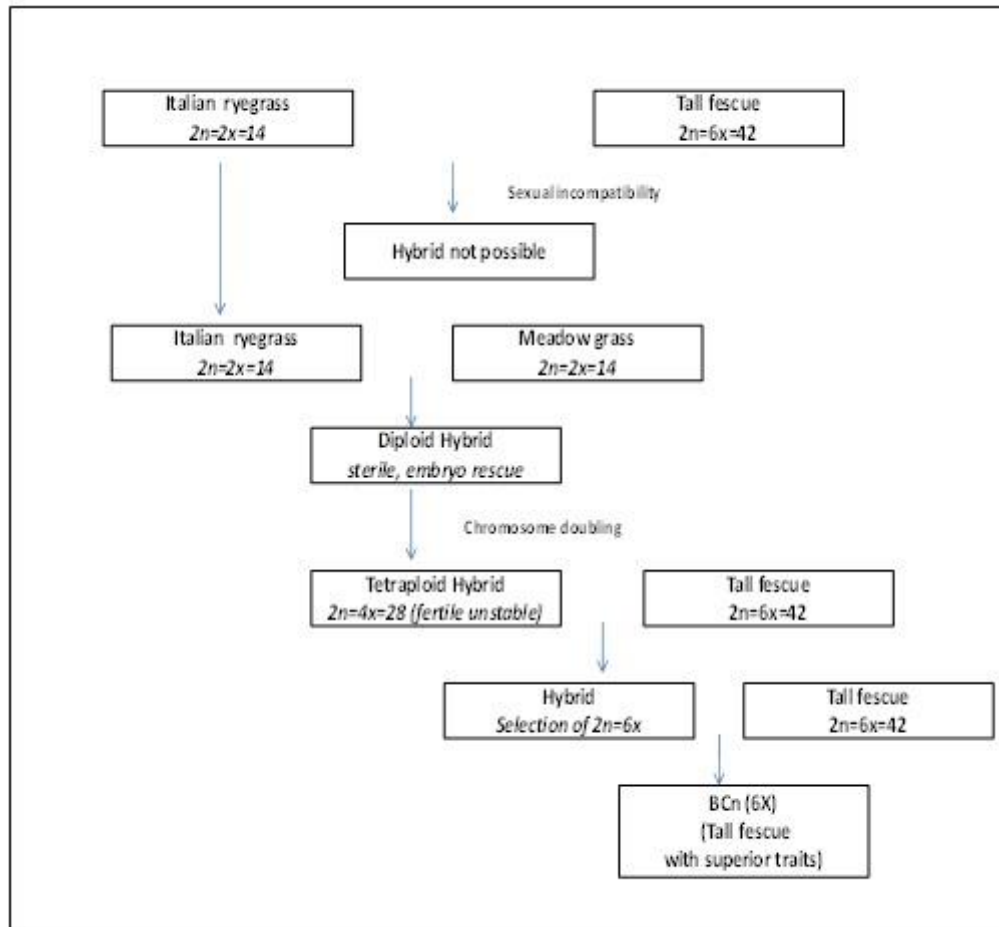 Italian ryegrass
2n=2x=14
Tall fescue
2n=6x=42
Sexual incompatibility
Hybrid not possible
Italian ryegrass
2n=2x=14
Meadow grass
2n=2x=14
Diploid Hybrid
sterile, embryo rescue
Chromosome doubling
Tetraploid Hybrid
2n=4x=28 (fertile unstable)
Tall fescue
2n=6x=42
Hybrid
Selection of 2n=6x
Tall fescue
2n=6x=42
BCn (6X)
(Tall fescue
with superior traits)